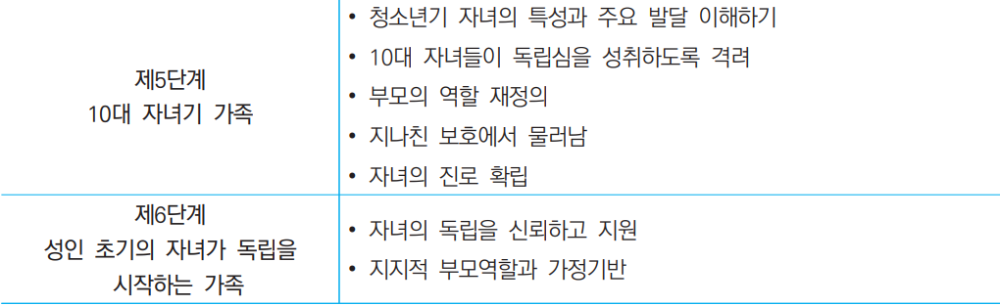 제5단계
10대 자녀기 가족
• 청소년기 자녀의 특성과 주요 발달 이해하기
• 10대 자녀들이 독립심을 성취하도록 격려
• 부모의 역할 재정의
• 지나친 보호에서 물러남
• 자녀의 진로 확립
제6단계
성인 초기의 자녀가 독립을
시작하는 가족
• 자녀의 독립을 신뢰하고 지원
• 지지적 부모역할과 가정기반